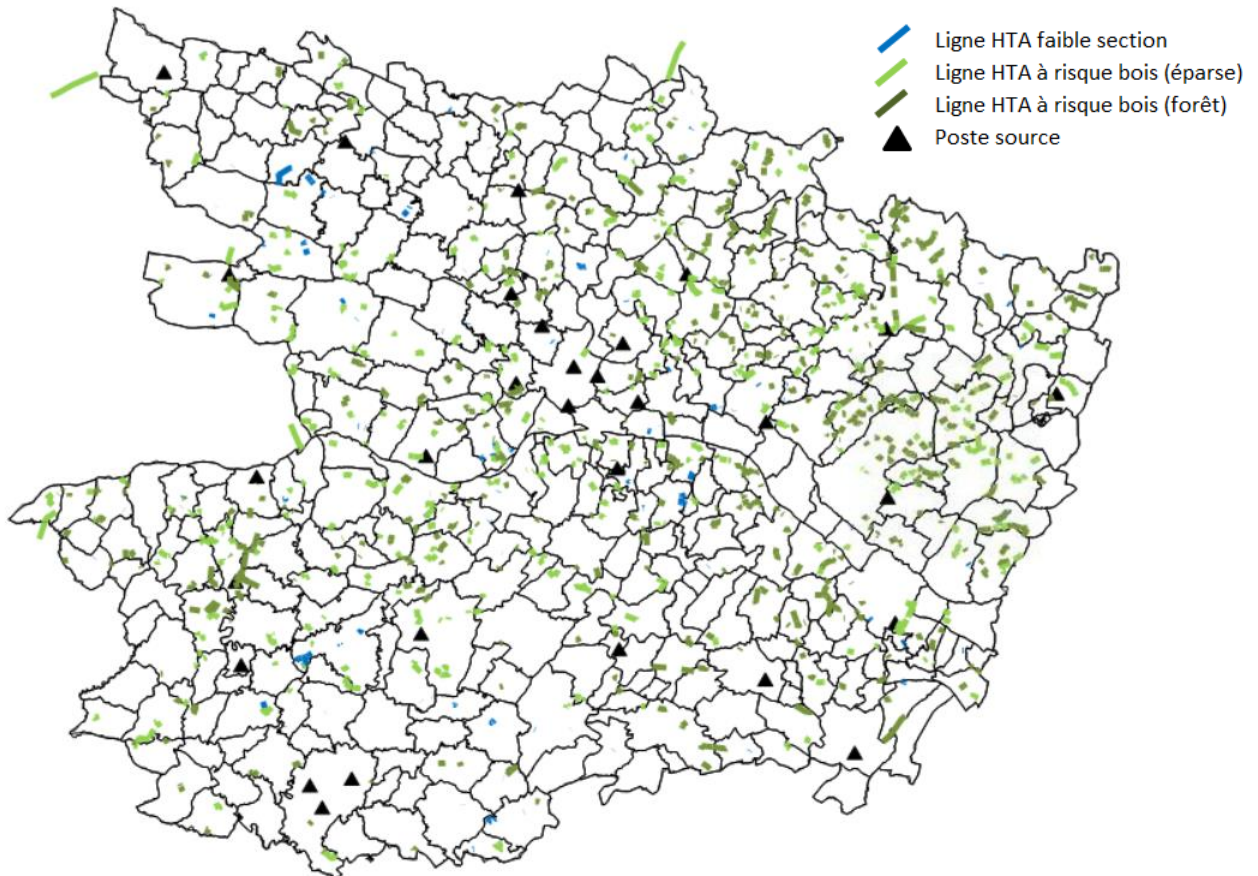 Ligne HTA faible section
Ligne HTA à risque bois (éparse)
Ligne HTA à risque bois (forêt)
Poste source